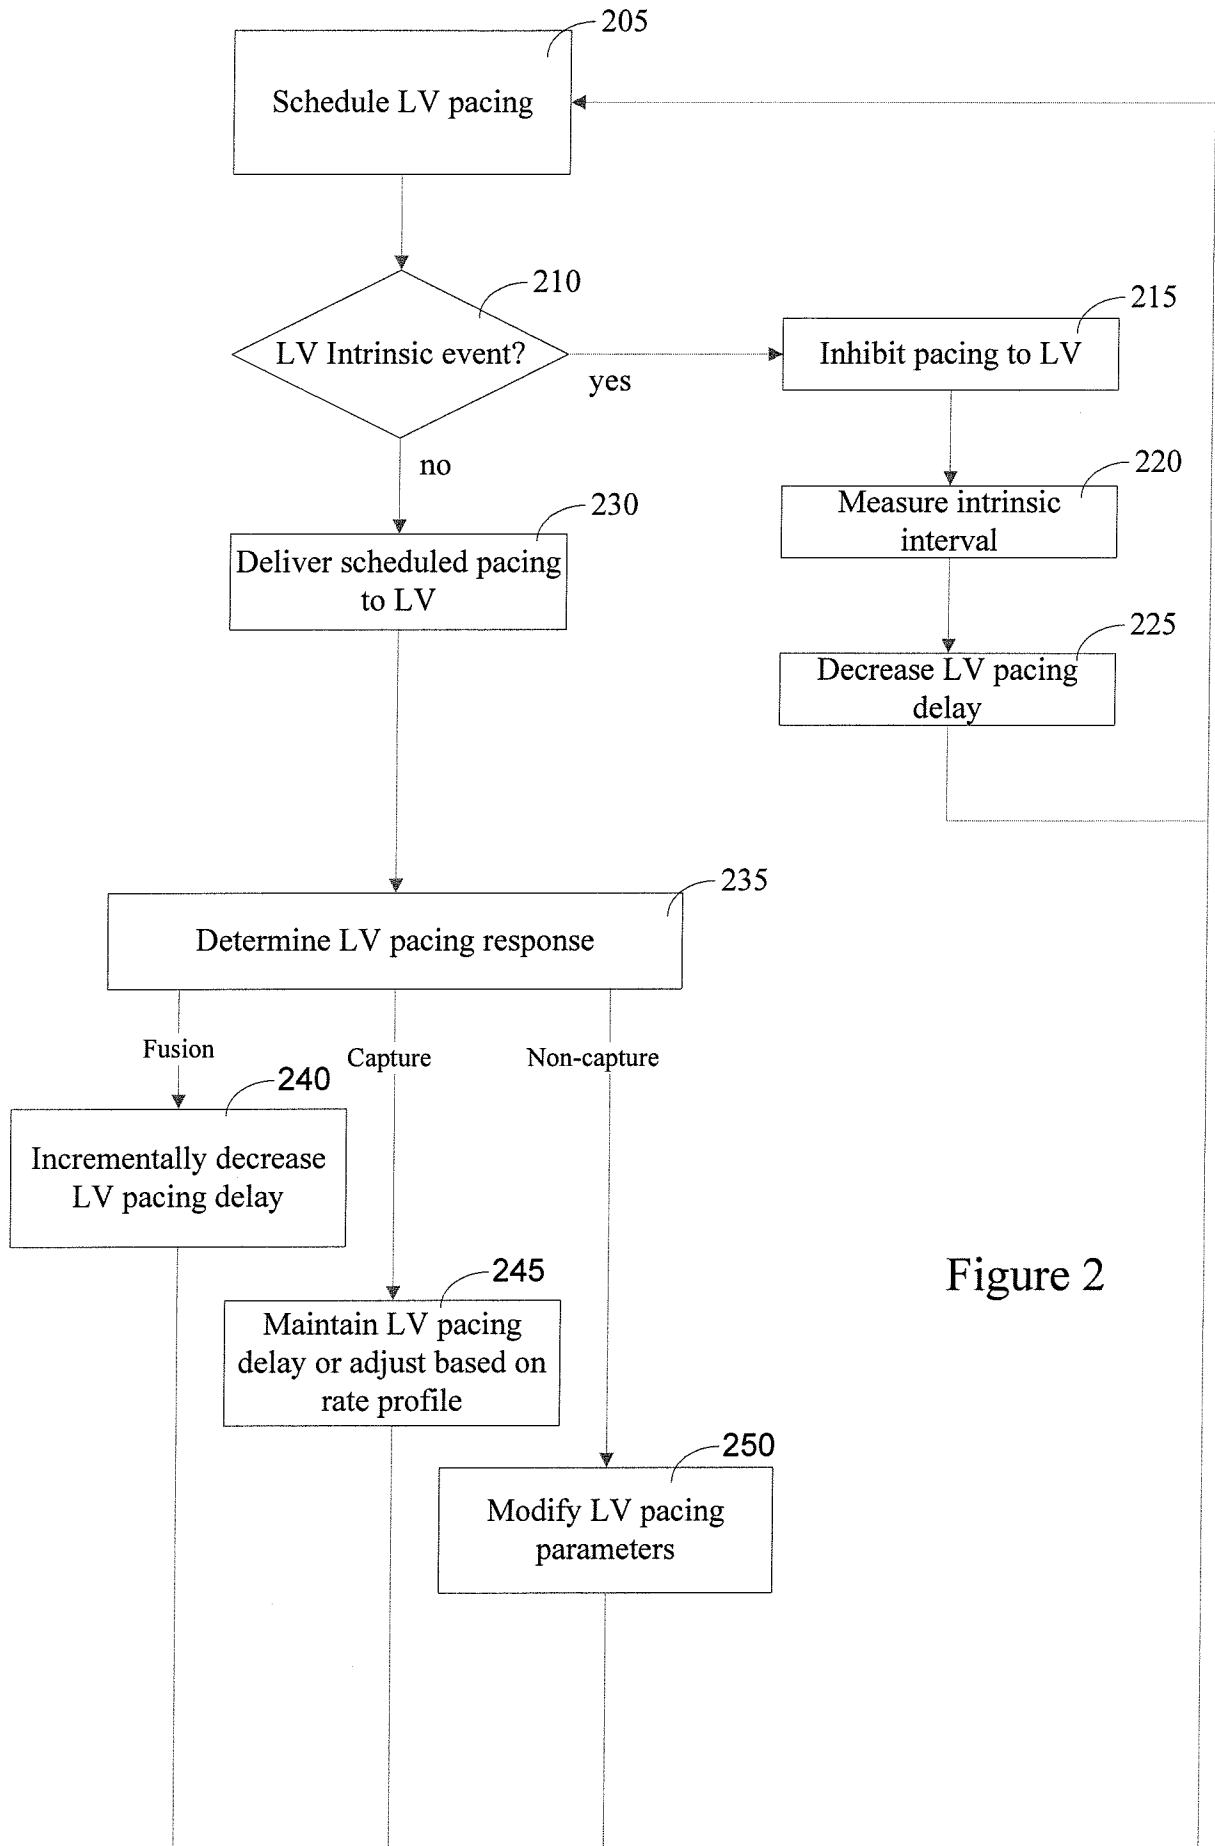 205
Schedule LV pacing
210
LV Intrinsic event?
yes
no
215
Inhibit pacing to LV
220
Measure intrinsic
interval
225
Decrease LV pacing
delay
230
Deliver scheduled pacing
to LV
235
Determine LV pacing response
Fusion
Capture
Non-capture
240
Incrementally decrease
LV pacing delay
245
Maintain LV pacing
delay or adjust based on
rate profile
250
Modify LV pacing
parameters
Figure 2